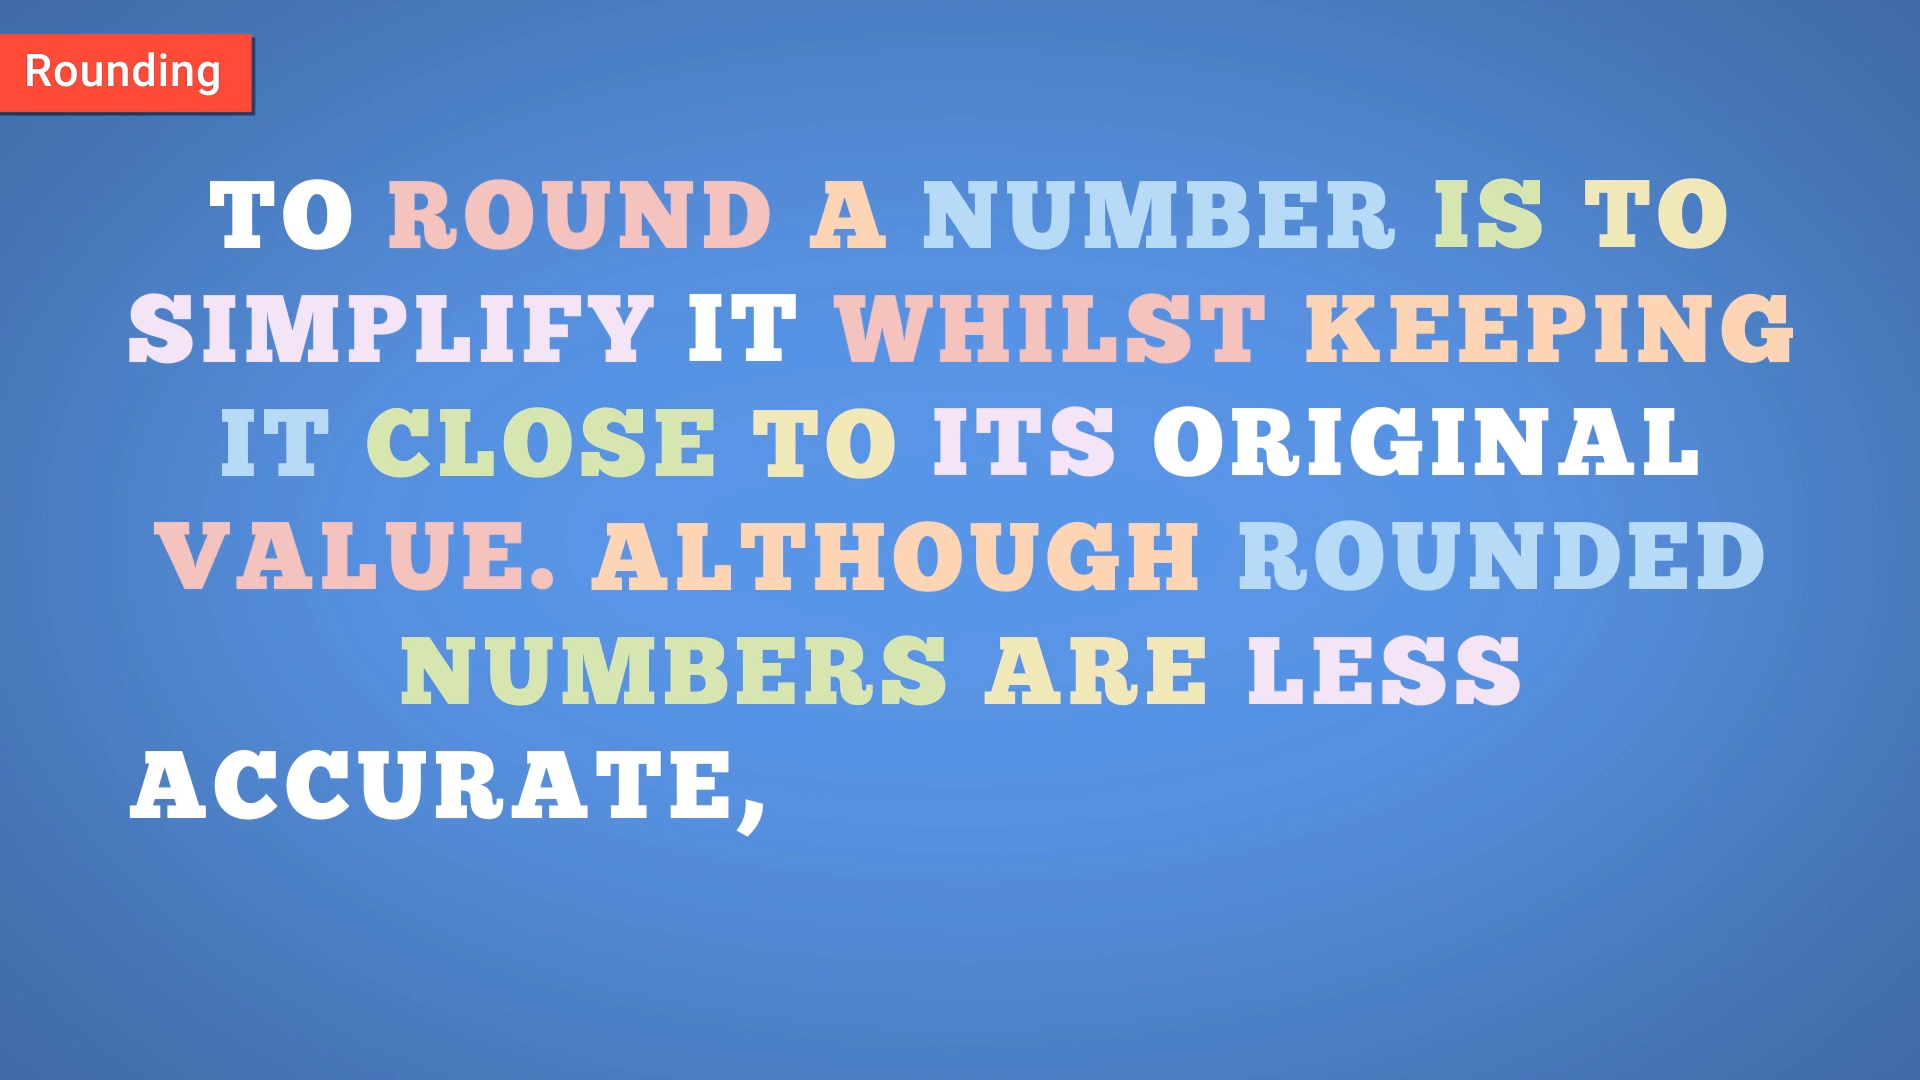 Rounding
TO ROUND A NUMBER IS TO
SIMPLIFY IT WHILST KEEPING
IT CLOSE TO ITS ORIGINAL
VALUE. ALTHOUGH ROUNDED
NUMBERS ARE LESS
ACCURATE,